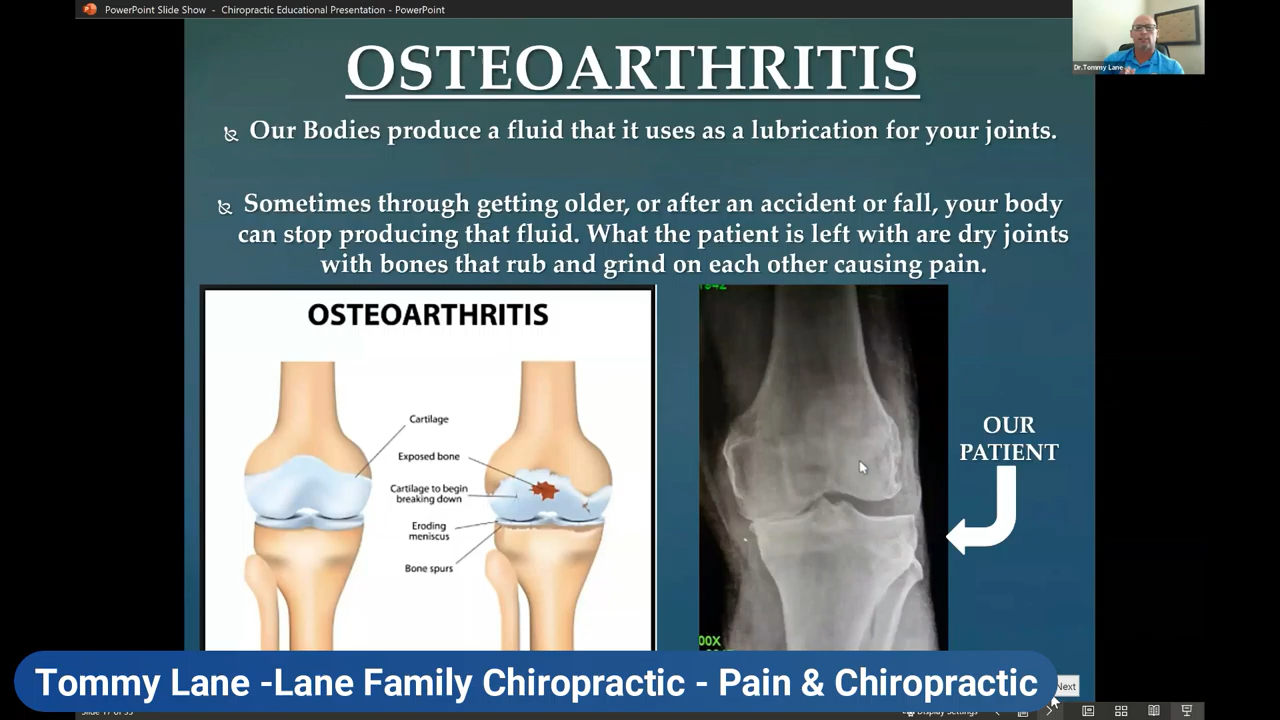 PowerPoint Slide Show - Chiropractic Educational Presentation - PowerPoint
Dr.Tommy Lane
OSTEOARTHRITIS
Our Bodies produce a fluid that it uses as a lubrication for your joints.
Sometimes through getting older, or after an accident or fall, your body
can stop producing that fluid. What the patient is left with are dry joints
with bones that rub and grind on each other causing pain.
OSTEOARTHRITIS
Cartilage
Exposed bone
Cartilage to begin
breaking down
Eroding
meniscus
Bone spurs
OUR
PATIENT
00X
Tommy Lane -Lane Family Chiropractic - Pain & Chiropractic
Next
Display Settings